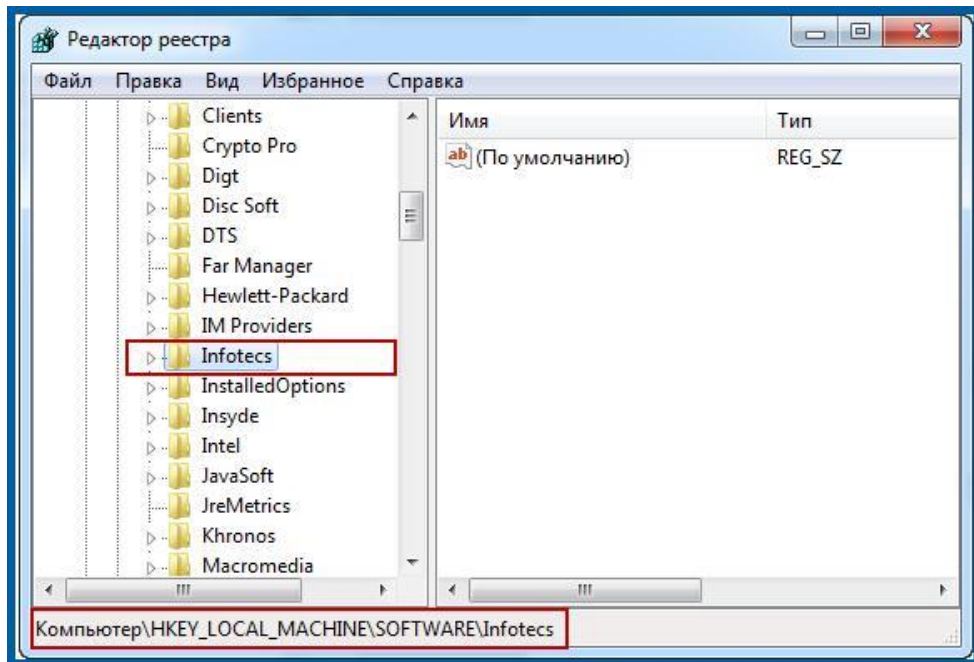 Редактор реестра
Файл Правка Вид Избранное Справка
Clients
Crypto Pro
Digt
Disc Soft
DTS
Far Manager
Hewlett-Packard
IM Providers
Infotecs
InstalledOptions
Insyde
Intel
JavaSoft
JreMetrics
Khronos
Macromedia
Имя Тип
ab (По умолчанию) REG_SZ
Компьютер\HKEY_LOCAL_MACHINE\SOFTWARE\Infotecs